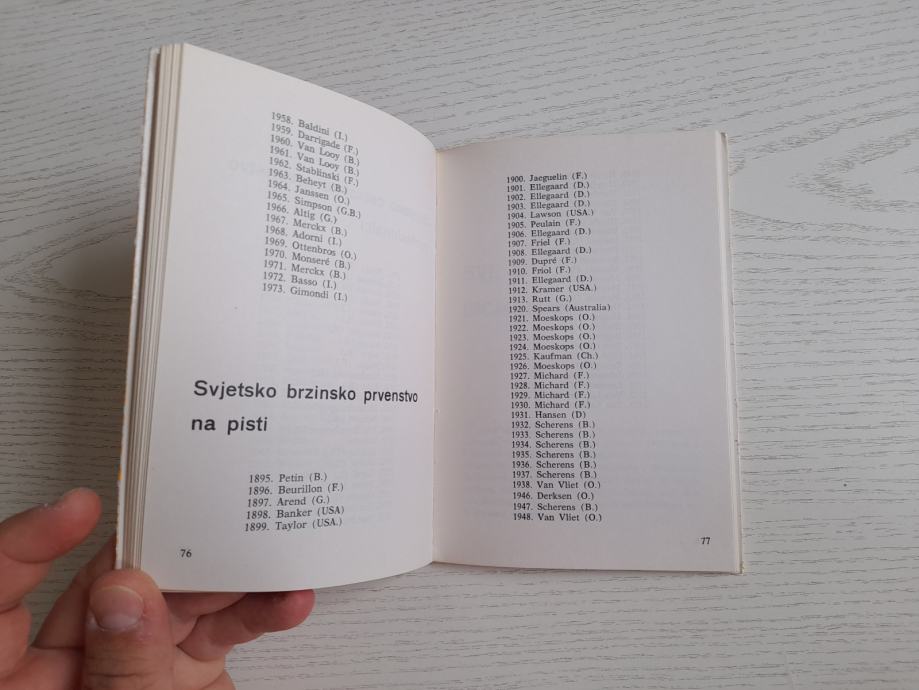 1958. Baldini (I.)
1959. Darrigade (F.)
1960. Van Looy (B.)
1961. Van Looy (B.)
1962. Stablinski (F.)
1963. Beheyt (B.)
1964. Janssen (O.)
1965. Simpson (G.B.)
1966. Altig (G.)
1967. Merckx (B.)
1968. Adorni (I.)
1969. Ottenbros (O.)
1970. Monseré (B.)
1971. Merckx (B.)
1972. Basso (I.)
1973. Gimondi (I.)
Svjetsko brzinsko prvenstvo
na pisti
1895. Petin (B.)
1896. Beurillon (F.)
1897. Arend (G.)
1898. Banker (USA)
1899. Taylor (USA.)
76
1900. Jaeguelin (F.)
1901. Ellegaard (D.)
1902. Ellegaard (D.)
1903. Ellegaard (D.)
1904. Lawson (USA.)
1905. Peulain (F.)
1906. Ellegaard (D.)
1907. Friel (F.)
1908. Ellegaard (D.)
1909. Dupré (F.)
1910. Friol (F.)
1911. Ellegaard (D.)
1912. Kramer (USA.)
1913. Rutt (G.)
1920. Spears (Australia)
1921. Moeskops (O.)
1922. Moeskops (O.)
1923. Moeskops (O.)
1924. Moeskops (O.)
1925. Kaufman (Ch.)
1926. Moeskops (O.)
1927. Michard (F.)
1928. Michard (F.)
1929. Michard (F.)
1930. Michard (F.)
1931. Hansen (D)
1932. Scherens (B.)
1933. Scherens (B.)
1934. Scherens (B.)
1935. Scherens (B.)
1936. Scherens (B.)
1937. Scherens (B.)
1938. Van Vliet (O.)
1946. Derksen (O.)
1947. Scherens (B.)
1948. Van Vliet (O.)
77